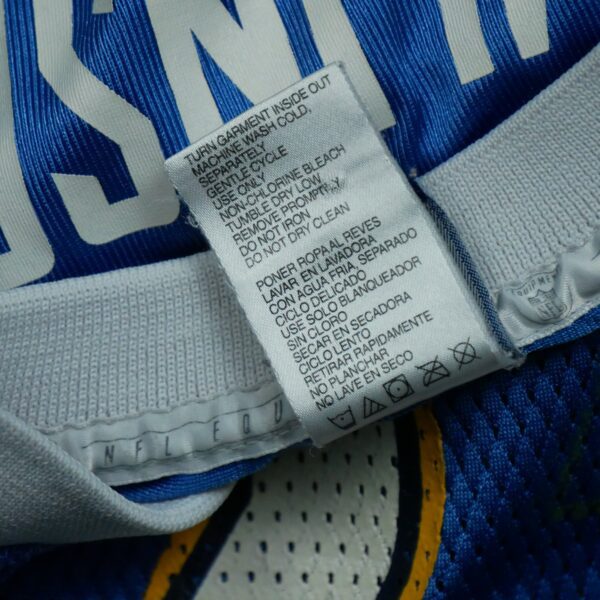 SN
TURN GARMENT INSIDE OUT
MACHINE WASH COLD,
SEPARATELY
GENTLE CYCLE
USE ONLY
NON-CHLORINE BLEACH
TUMBLE DRY LOW
REMOVE PROMPTLY
DO NOT IRON
DO NOT DRY CLEAN
PONER ROPA AL REVES
LAVAR EN LAVADORA
CON AGUA FRIA, SEPARADO
CICLO DELICADO
USE SOLO BLANQUEADOR
SIN CLORO
SECAR EN SECADORA
CICLO LENTO
RETIRAR RAPIDAMENTE
NO PLANCHAR
NO LAVE EN SECO
NFL EQU